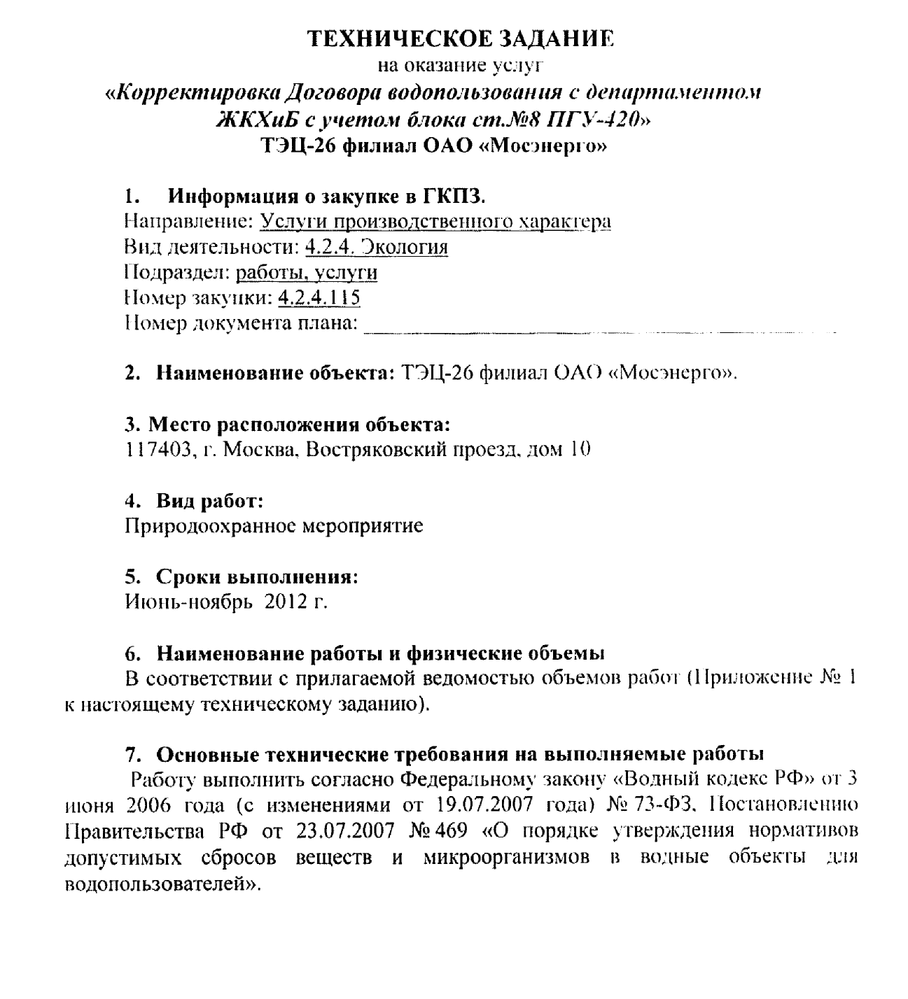 ТЕХНИЧЕСКОЕ ЗАДАНИЕ
на оказание услуг
«Корректировка Договора водопользования с департаментом
ЖКХиБ с учетом блока ст.№8 ПГУ-420»
ТЭЦ-26 филиал ОАО «Мосэнерго»
1. Информация о закупке в ГКПЗ.
Направление: Услуги производственного характера
Вид деятельности: 4.2.4. Экология
Подраздел: работы, услуги
Номер закупки: 4.2.4.115
Номер документа плана:
2. Наименование объекта: ТЭЦ-26 филиал ОАО «Мосэнерго».
3. Место расположения объекта:
117403, г. Москва, Востряковский проезд, дом 10
4. Вид работ:
Природоохранное мероприятие
5. Сроки выполнения:
Июнь-ноябрь 2012 г.
6. Наименование работы и физические объемы
В соответствии с прилагаемой ведомостью объемов работ (Приложение № 1
к настоящему техническому заданию).
7. Основные технические требования на выполняемые работы
Работу выполнить согласно Федеральному закону «Водный кодекс РФ» от 3
июня 2006 года (с изменениями от 19.07.2007 года) № 73-ФЗ, Постановлению
Правительства РФ от 23.07.2007 № 469 «О порядке утверждения нормативов
допустимых сбросов веществ и микроорганизмов в водные объекты для
водопользователей».